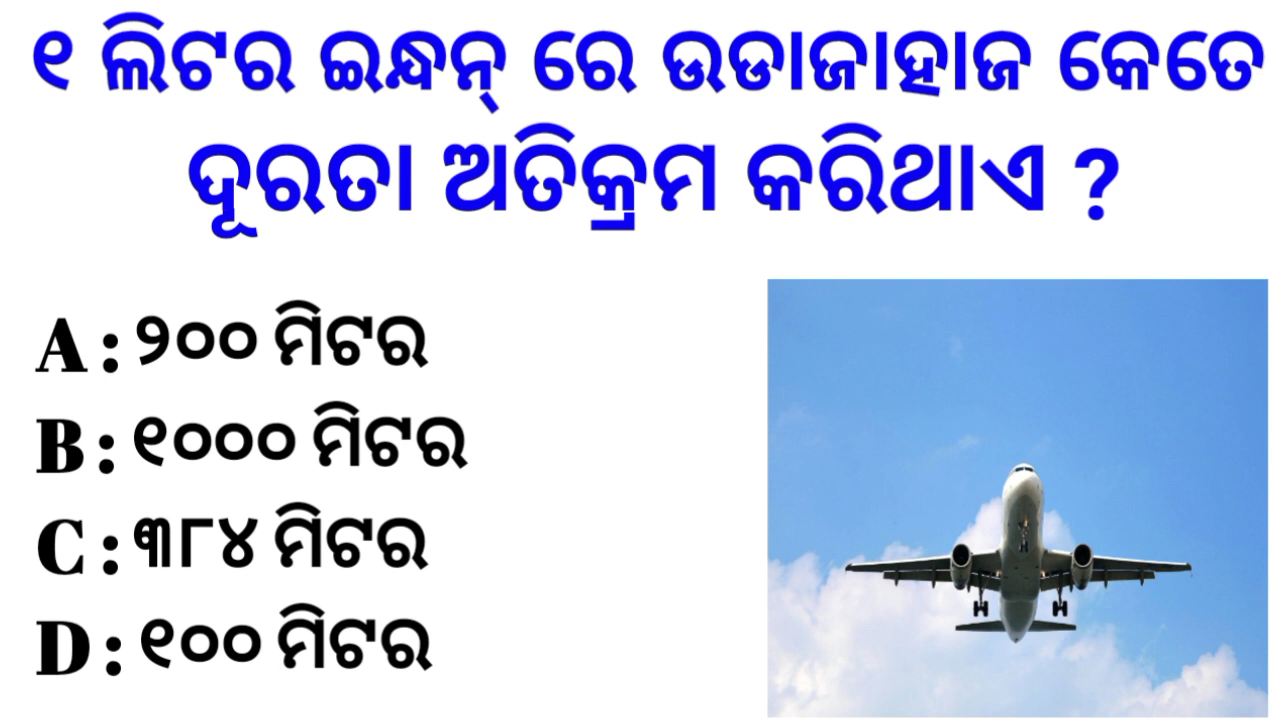 ୧ ଲିଟର ଇନ୍ଧନ୍ ରେ ଉଡାଜାହାଜ କେତେ
ଦୂରତା ଅତିକ୍ରମ କରିଥାଏ ?
A : ୨୦୦ ମିଟର
B : ୧୦୦୦ ମିଟର
C : ୩୮୪ ମିଟର
D : ୧୦୦ ମିଟର